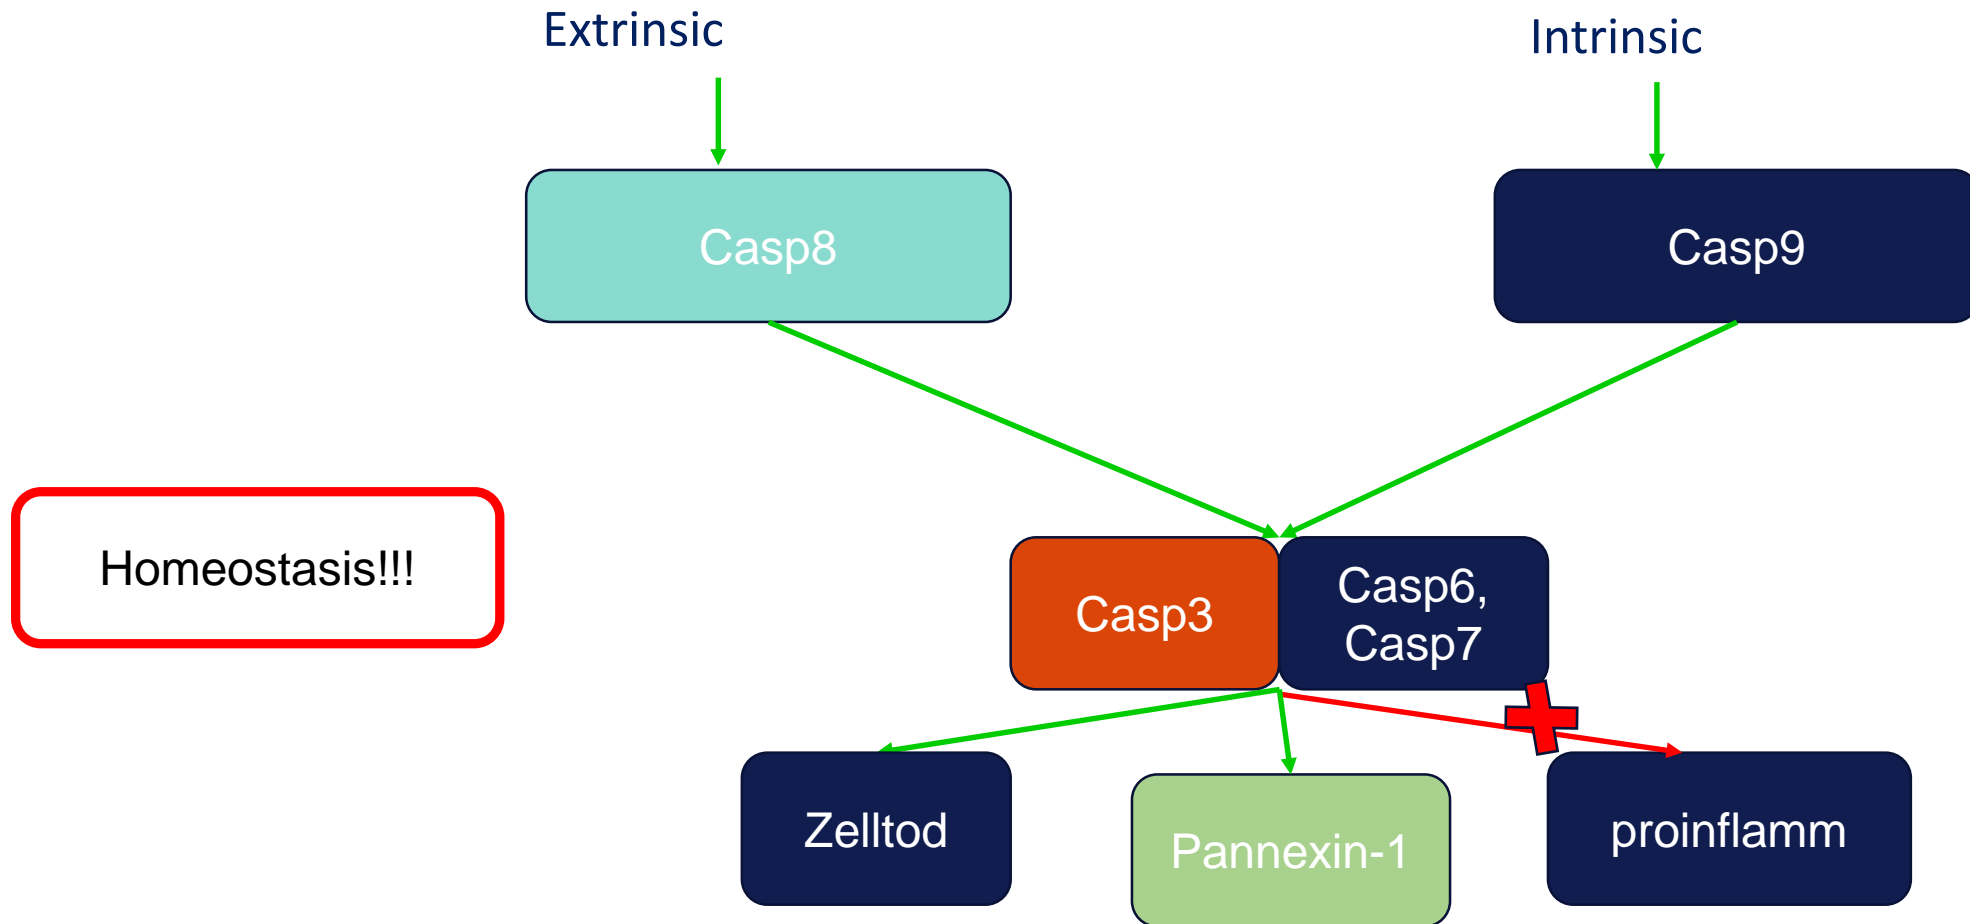 Extrinsic
Intrinsic
Casp8
Casp9
Homeostasis!!!
Casp3
Casp6,
Casp7
Zelltod
Pannexin-1
proinflamm